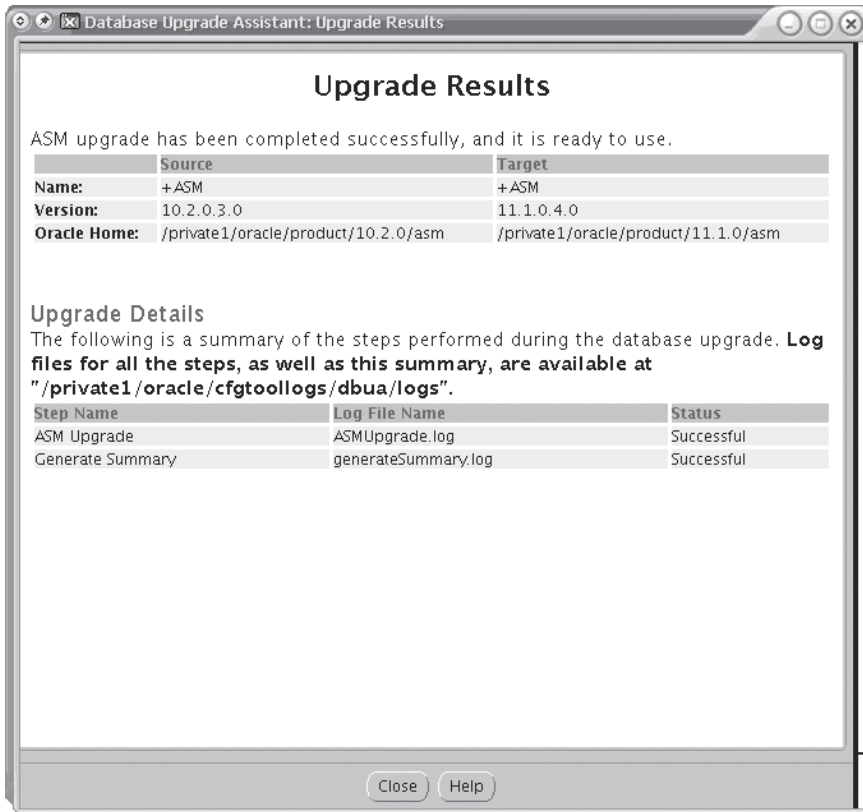 Database Upgrade Assistant: Upgrade Results
Upgrade Results
ASM upgrade has been completed successfully, and it is ready to use.
Source Target
Name: +ASM +ASM
Version: 10.2.0.3.0 11.1.0.4.0
Oracle Home: /private1/oracle/product/10.2.0/asm /private1/oracle/product/11.1.0/asm
Upgrade Details
The following is a summary of the steps performed during the database upgrade. Log
files for all the steps, as well as this summary, are available at
"/private1/oracle/cfgtoollogs/dbua/logs".
Step Name Log File Name Status
ASM Upgrade ASMUpgrade.log Successful
Generate Summary generateSummary.log Successful
Close Help